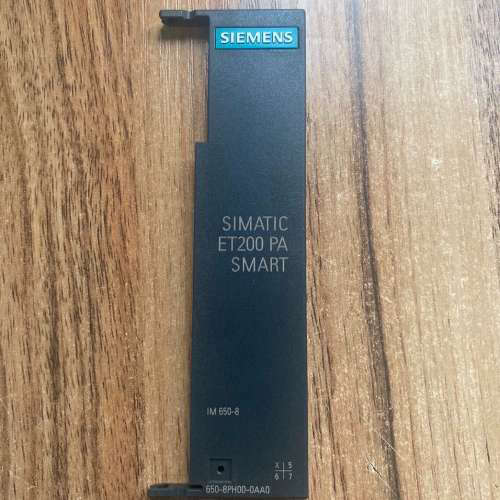 SIEMENS
SIMATIC
ET200 PA
SMART
IM 650-8
X 5
6 7
650-8PH00-0AA0